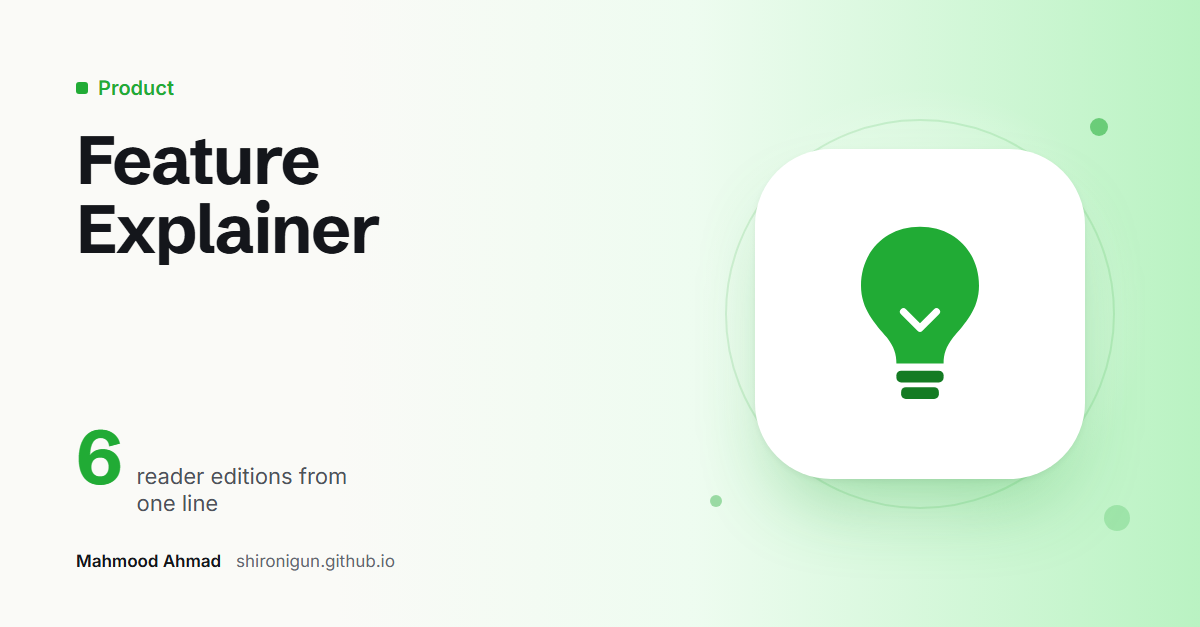 Product
Feature
Explainer
6
reader editions from
one line
Mahmood Ahmad shironigun.github.io